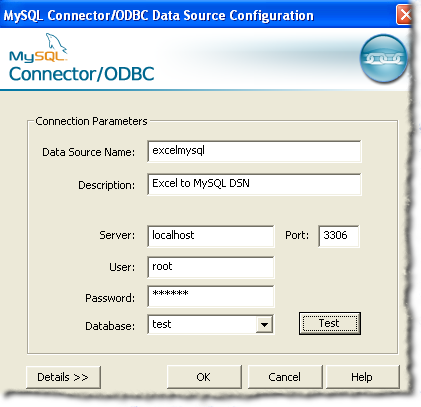 MySQL Connector/ODBC Data Source Configuration
MySQL
Connector/ODBC
Connection Parameters
Data Source Name: excelmysql
Description: Excel to MySQL DSN
Server: localhost Port: 3306
User: root
Password: ******
Database: test Test
Details >> OK Cancel Help